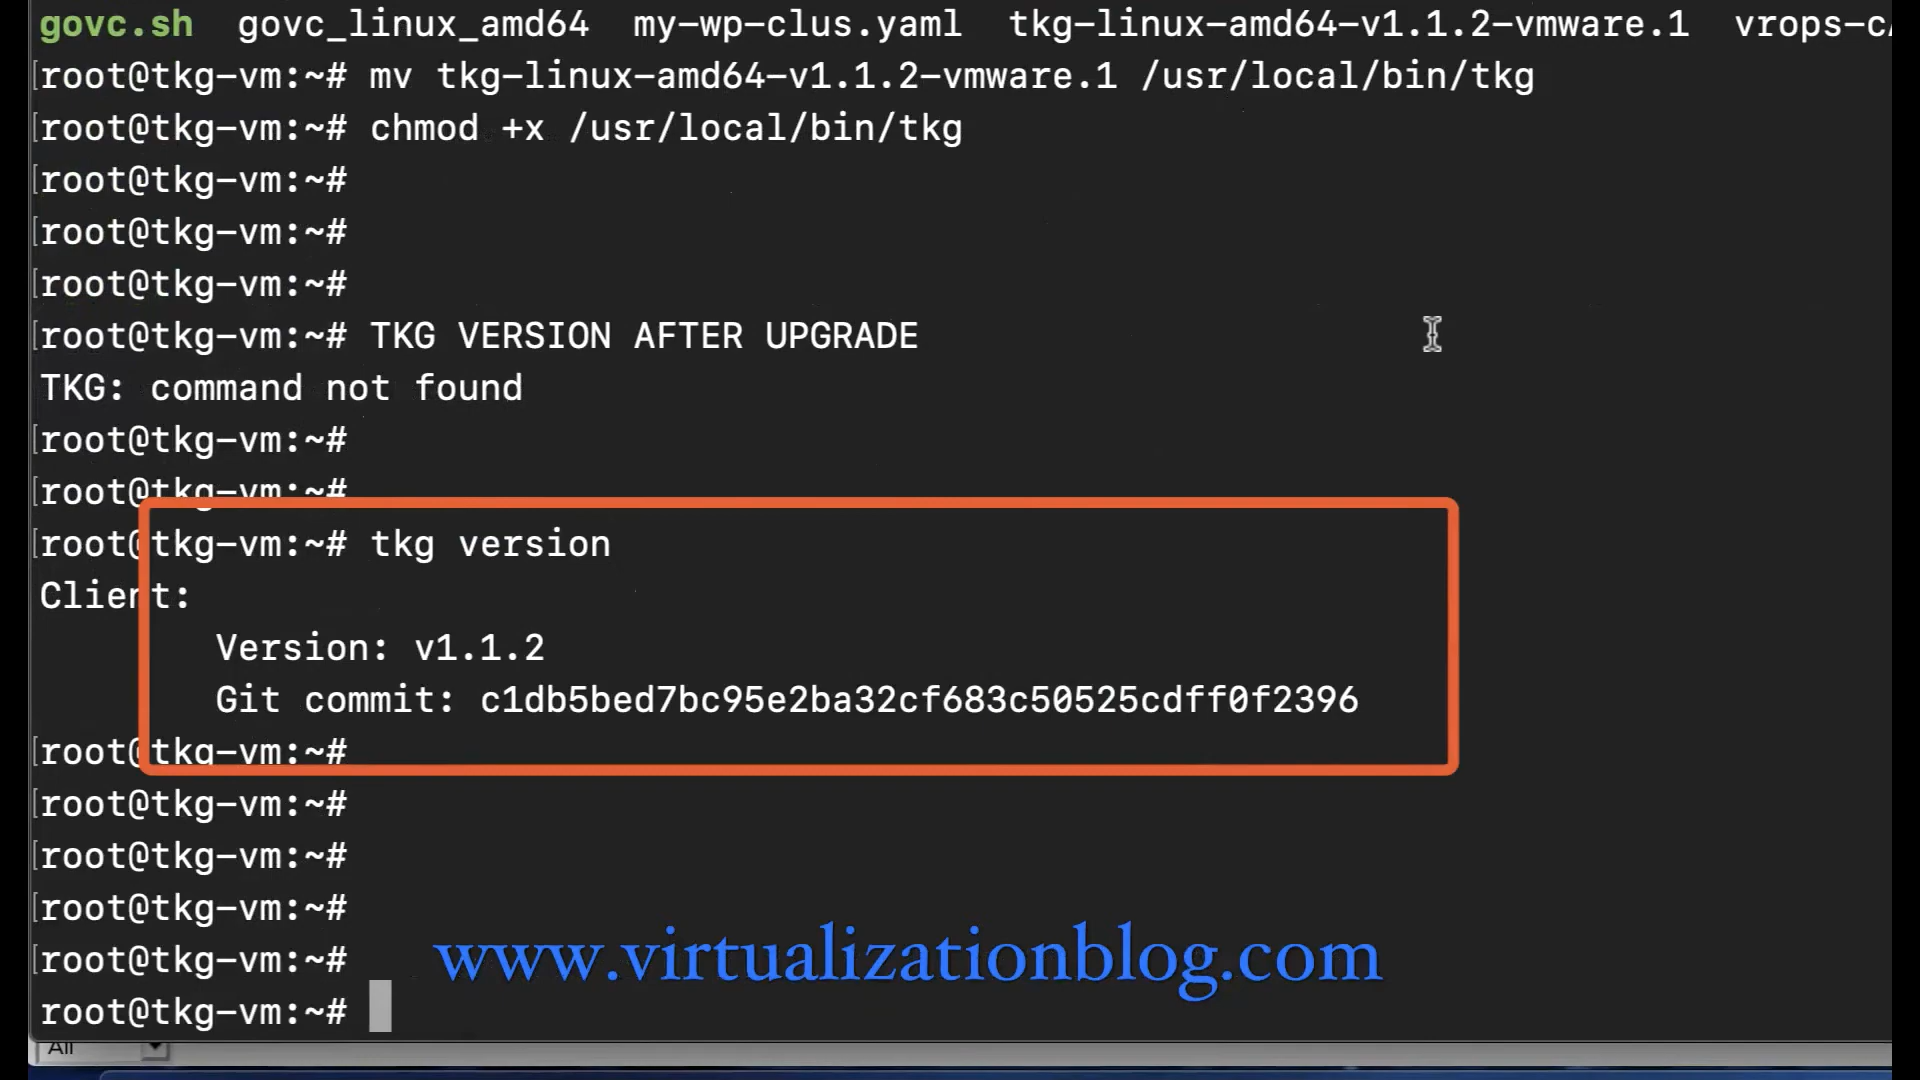 govc.sh  govc_linux_amd64  my-wp-clus.yaml  tkg-linux-amd64-v1.1.2-vmware.1  vrops-cA
[root@tkg-vm:~# mv tkg-linux-amd64-v1.1.2-vmware.1 /usr/local/bin/tkg
[root@tkg-vm:~# chmod +x /usr/local/bin/tkg
[root@tkg-vm:~#
[root@tkg-vm:~#
[root@tkg-vm:~#
[root@tkg-vm:~# TKG VERSION AFTER UPGRADE
TKG: command not found
[root@tkg-vm:~#
[root@tkg-vm:~#
[root@tkg-vm:~# tkg version
Client:
Version: v1.1.2
Git commit: c1db5bed7bc95e2ba32cf683c50525cdff0f2396
[root@tkg-vm:~#
[root@tkg-vm:~#
[root@tkg-vm:~#
[root@tkg-vm:~#
[root@tkg-vm:~#
www.virtualizationblog.com
root@tkg-vm:~#
All